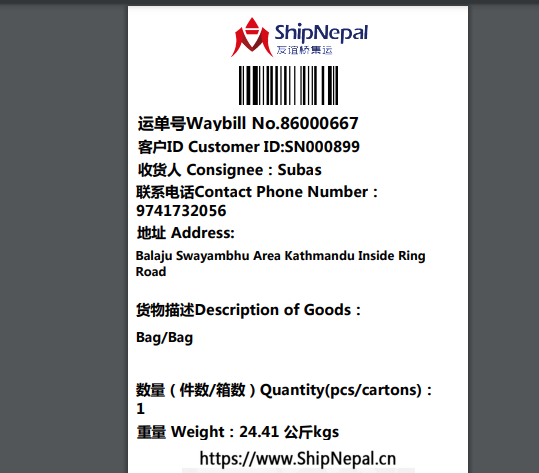 ShipNepal
友谊桥集运
运单号Waybill No.86000667
客户ID Customer ID:SN000899
收货人 Consignee：Subas
联系电话Contact Phone Number：
9741732056
地址 Address:
Balaju Swayambhu Area Kathmandu Inside Ring
Road
货物描述Description of Goods：
Bag/Bag
数量（件数/箱数）Quantity(pcs/cartons)：
1
重量 Weight：24.41 公斤kgs
https://www.ShipNepal.cn